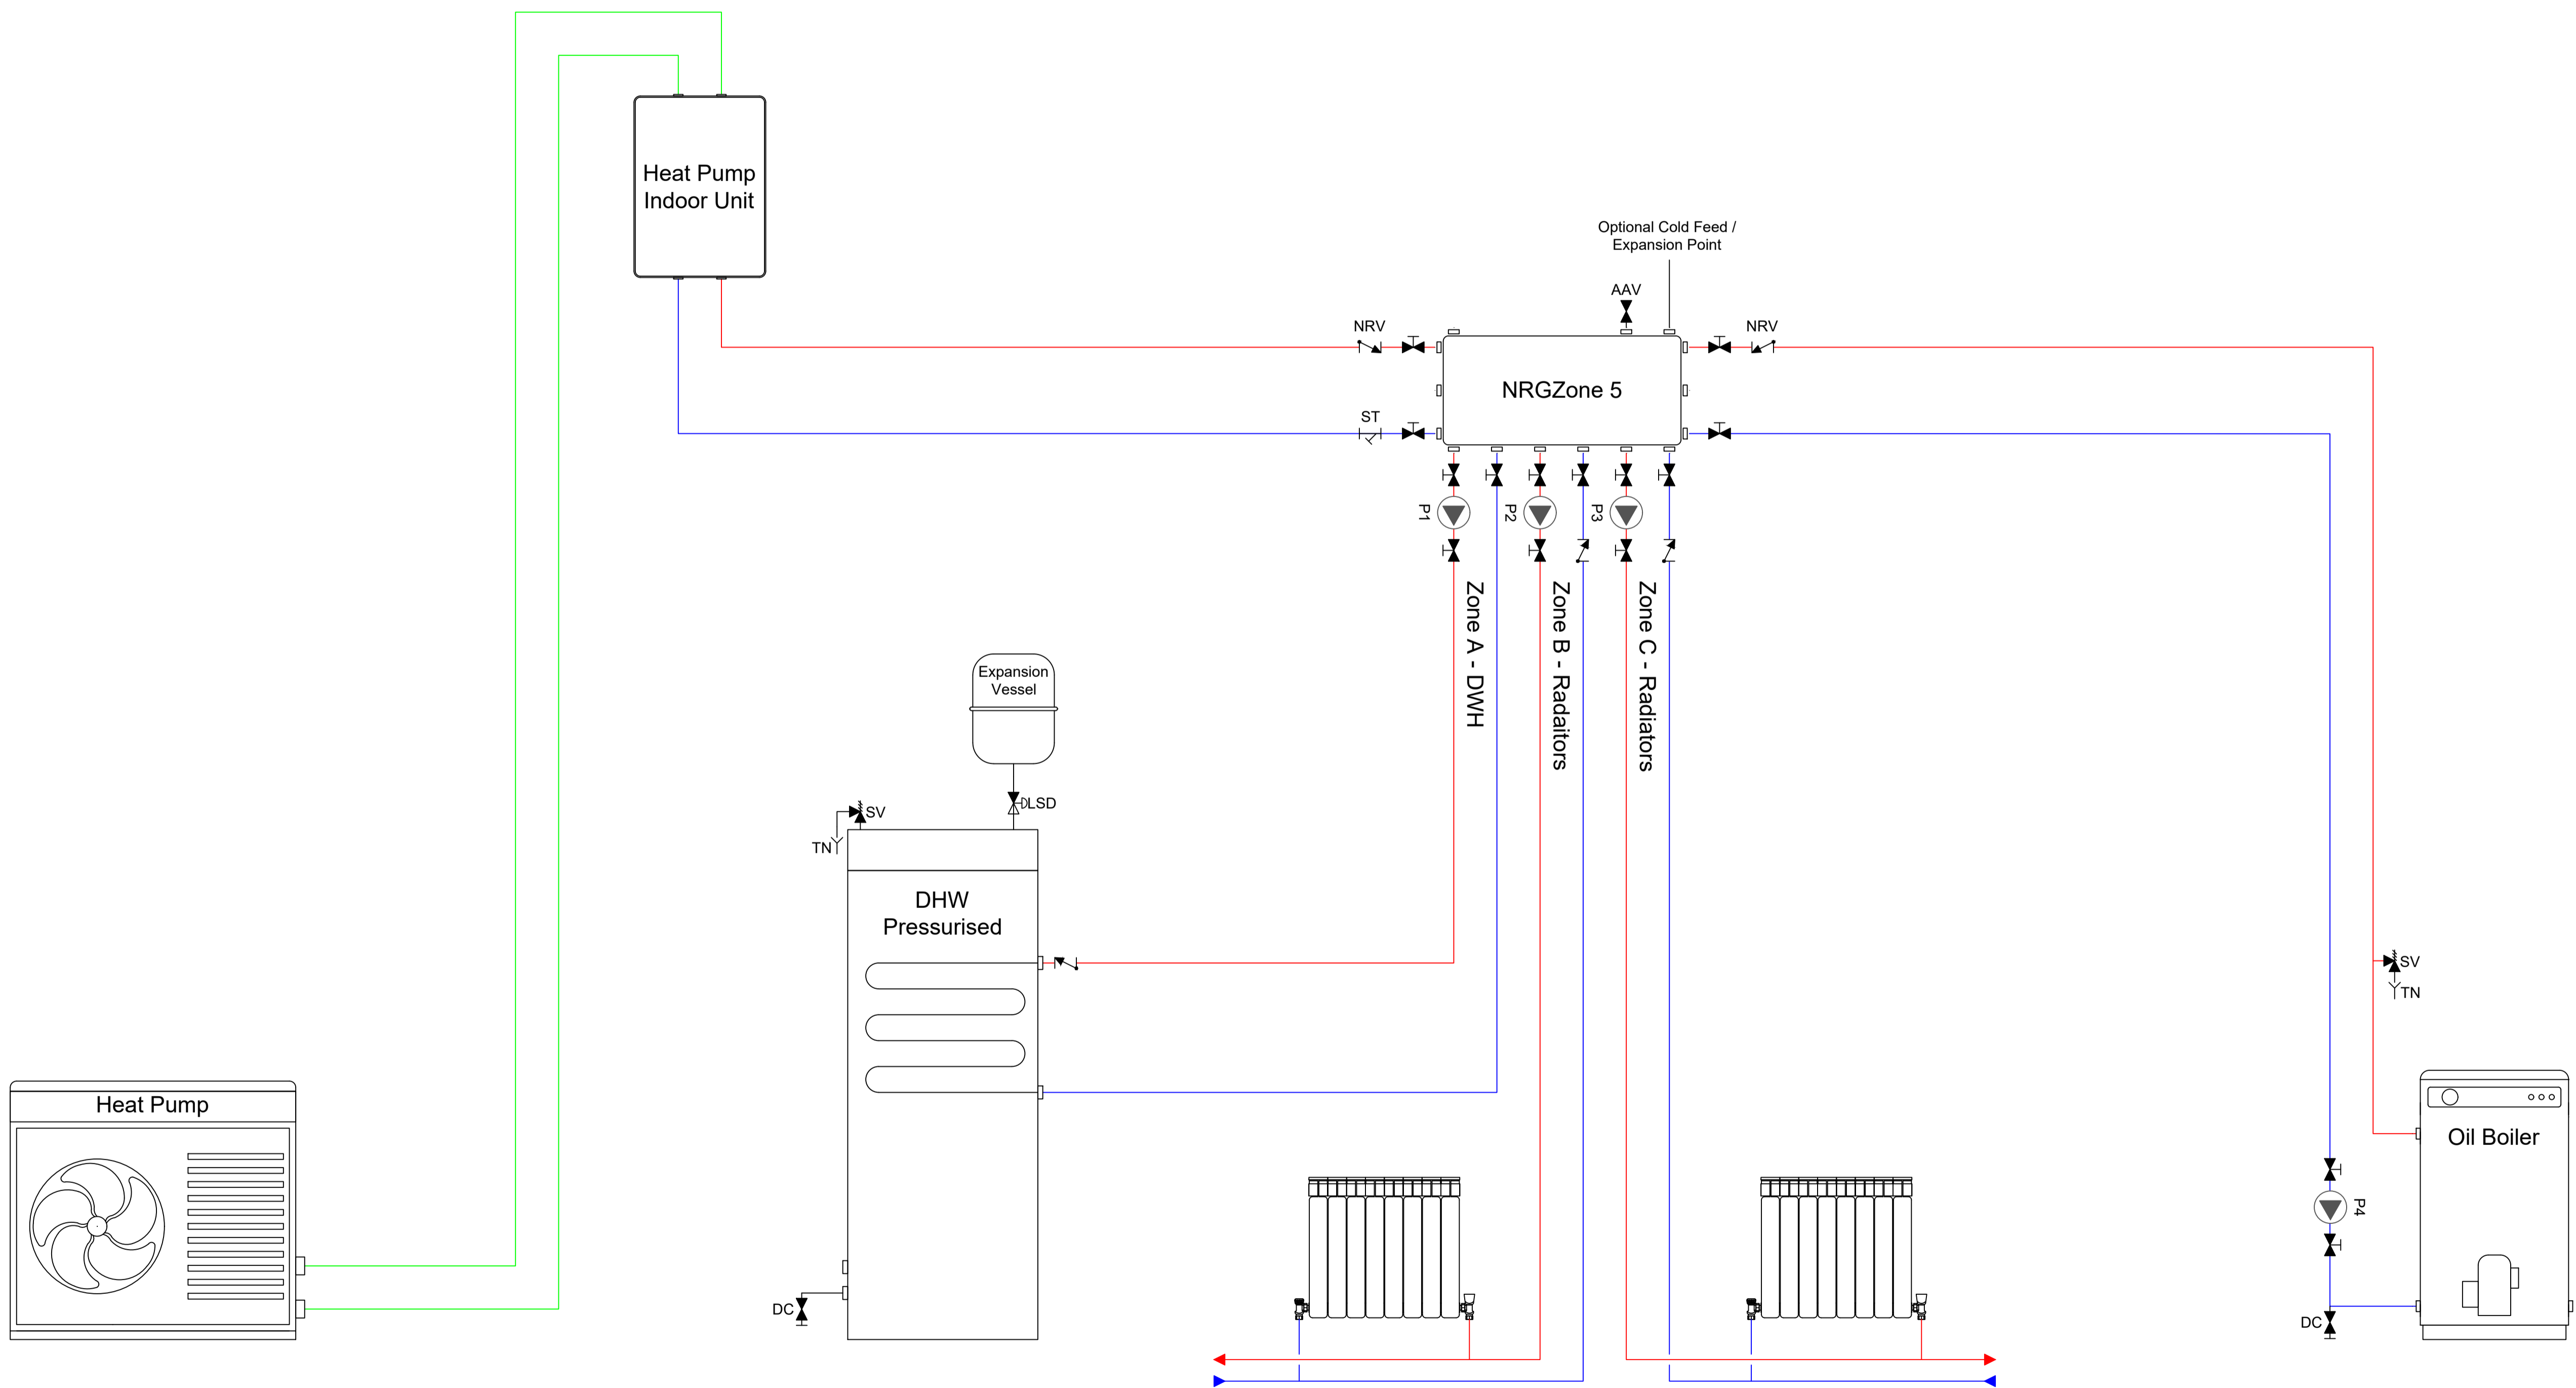 Heat Pump
Indoor Unit
Optional Cold Feed /
Expansion Point
AAV
NRV
NRV
NRGZone 5
ST
P1
P2
P3
Zone A - DWH
Zone B - Radaitors
Zone C - Radiators
Expansion
Vessel
LSD
SV
TN
DHW
Pressurised
SV
TN
Heat Pump
Oil Boiler
P4
DC
DC